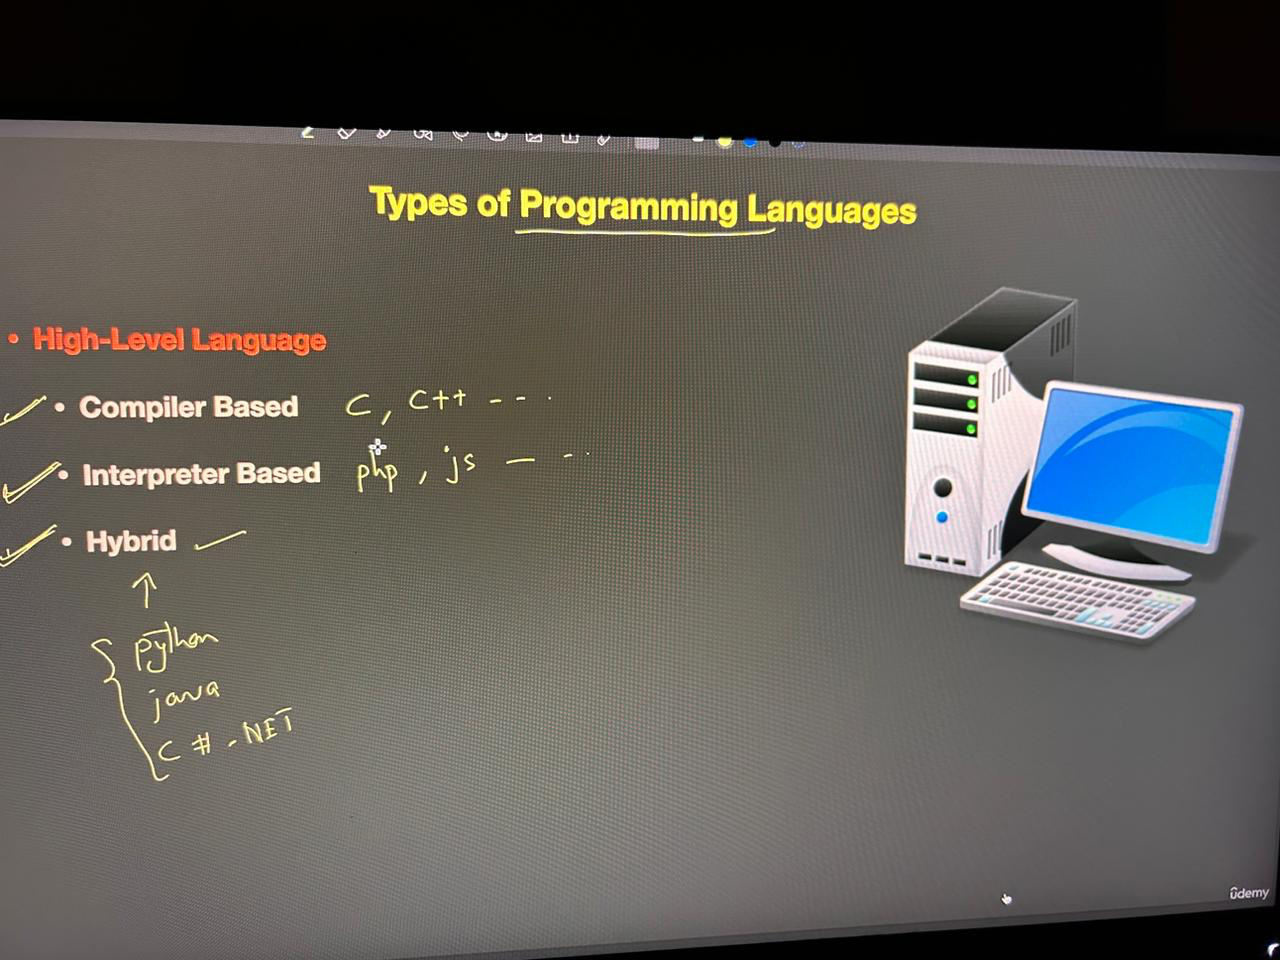 Types of Programming Languages
• High-Level Language
• Compiler Based C, C++ - - .
• Interpreter Based php, js — - ..
• Hybrid
python
java
C# .NET
ûdemy